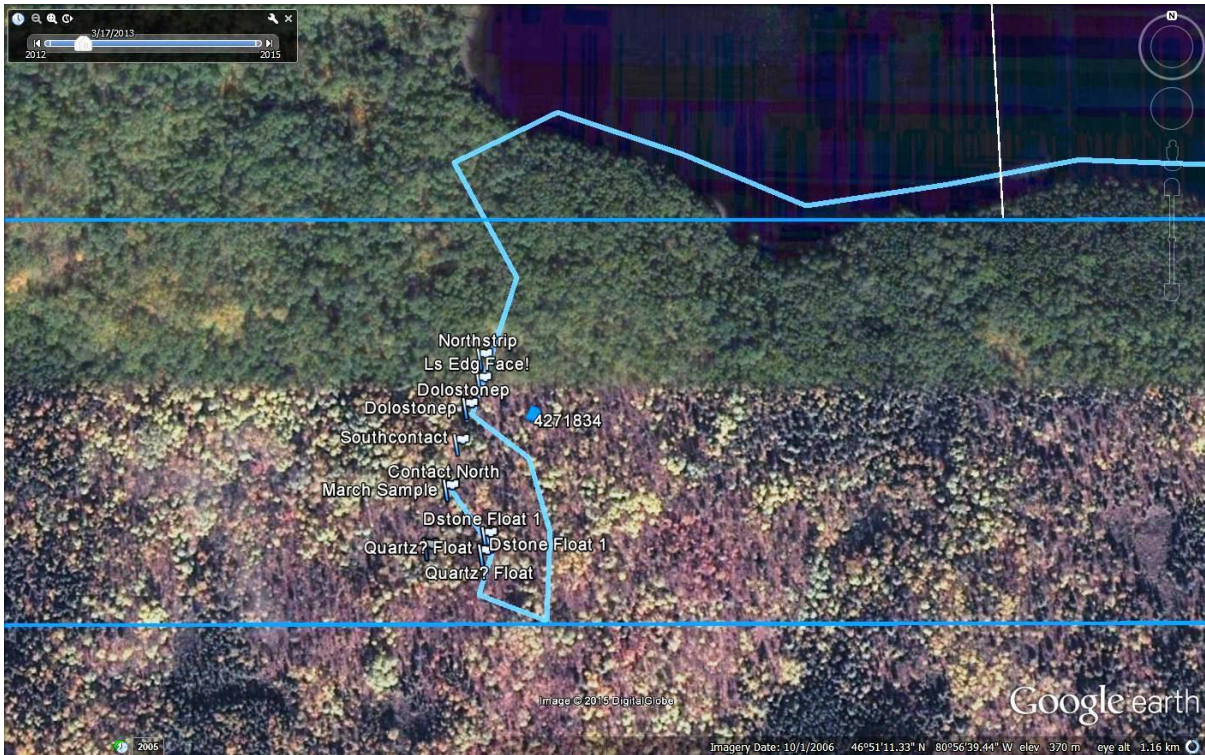 3/17/2013
2012
2015
N
Northstrip
Ls Edg Face!
Dolostonep
Dolostonep
4271834
Southcontact
Contact North
March Sample
Dstone Float 1
Dstone Float 1
Quartz? Float
Quartz? Float
Image © 2015 DigitalGlobe
Google earth
2005
Imagery Date: 10/1/2006 46°51'11.33" N 80°56'39.44" W elev 370 m eye alt 1.16 km